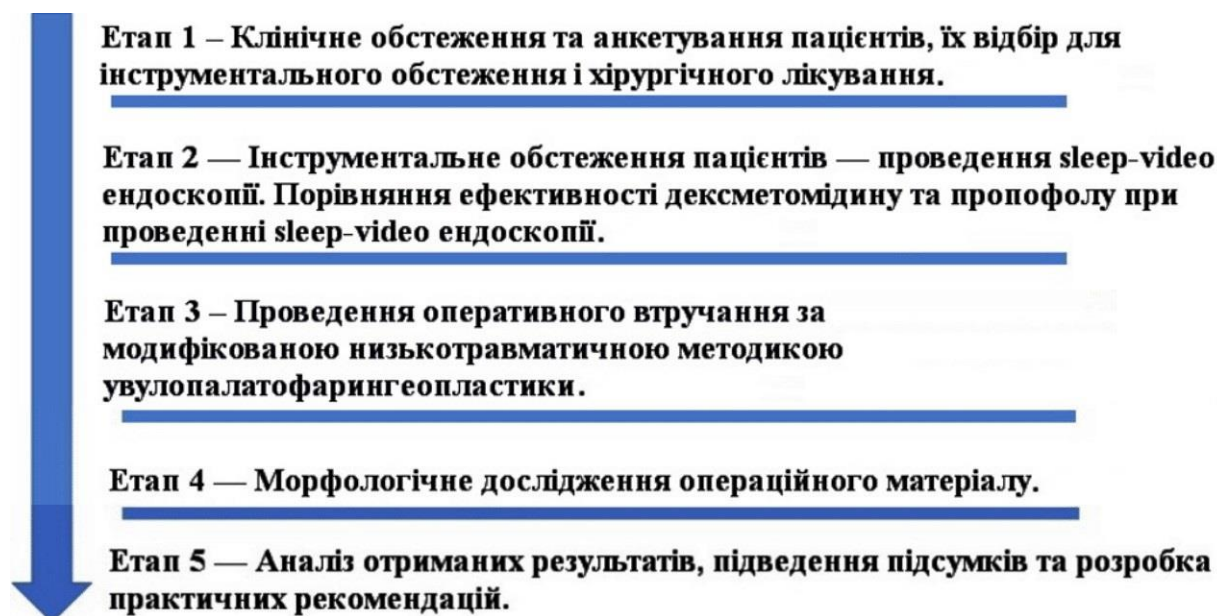 Етап 1 – Клінічне обстеження та анкетування пацієнтів, їх відбір для
інструментального обстеження і хірургічного лікування.
Етап 2 — Інструментальне обстеження пацієнтів — проведення sleep-video
ендоскопії. Порівняння ефективності дексметомідину та пропофолу при
проведенні sleep-video ендоскопії.
Етап 3 – Проведення оперативного втручання за
модифікованою низькотравматичною методикою
увулопалатофарингеопластики.
Етап 4 — Морфологічне дослідження операційного матеріалу.
Етап 5 — Аналіз отриманих результатів, підведення підсумків та розробка
практичних рекомендацій.